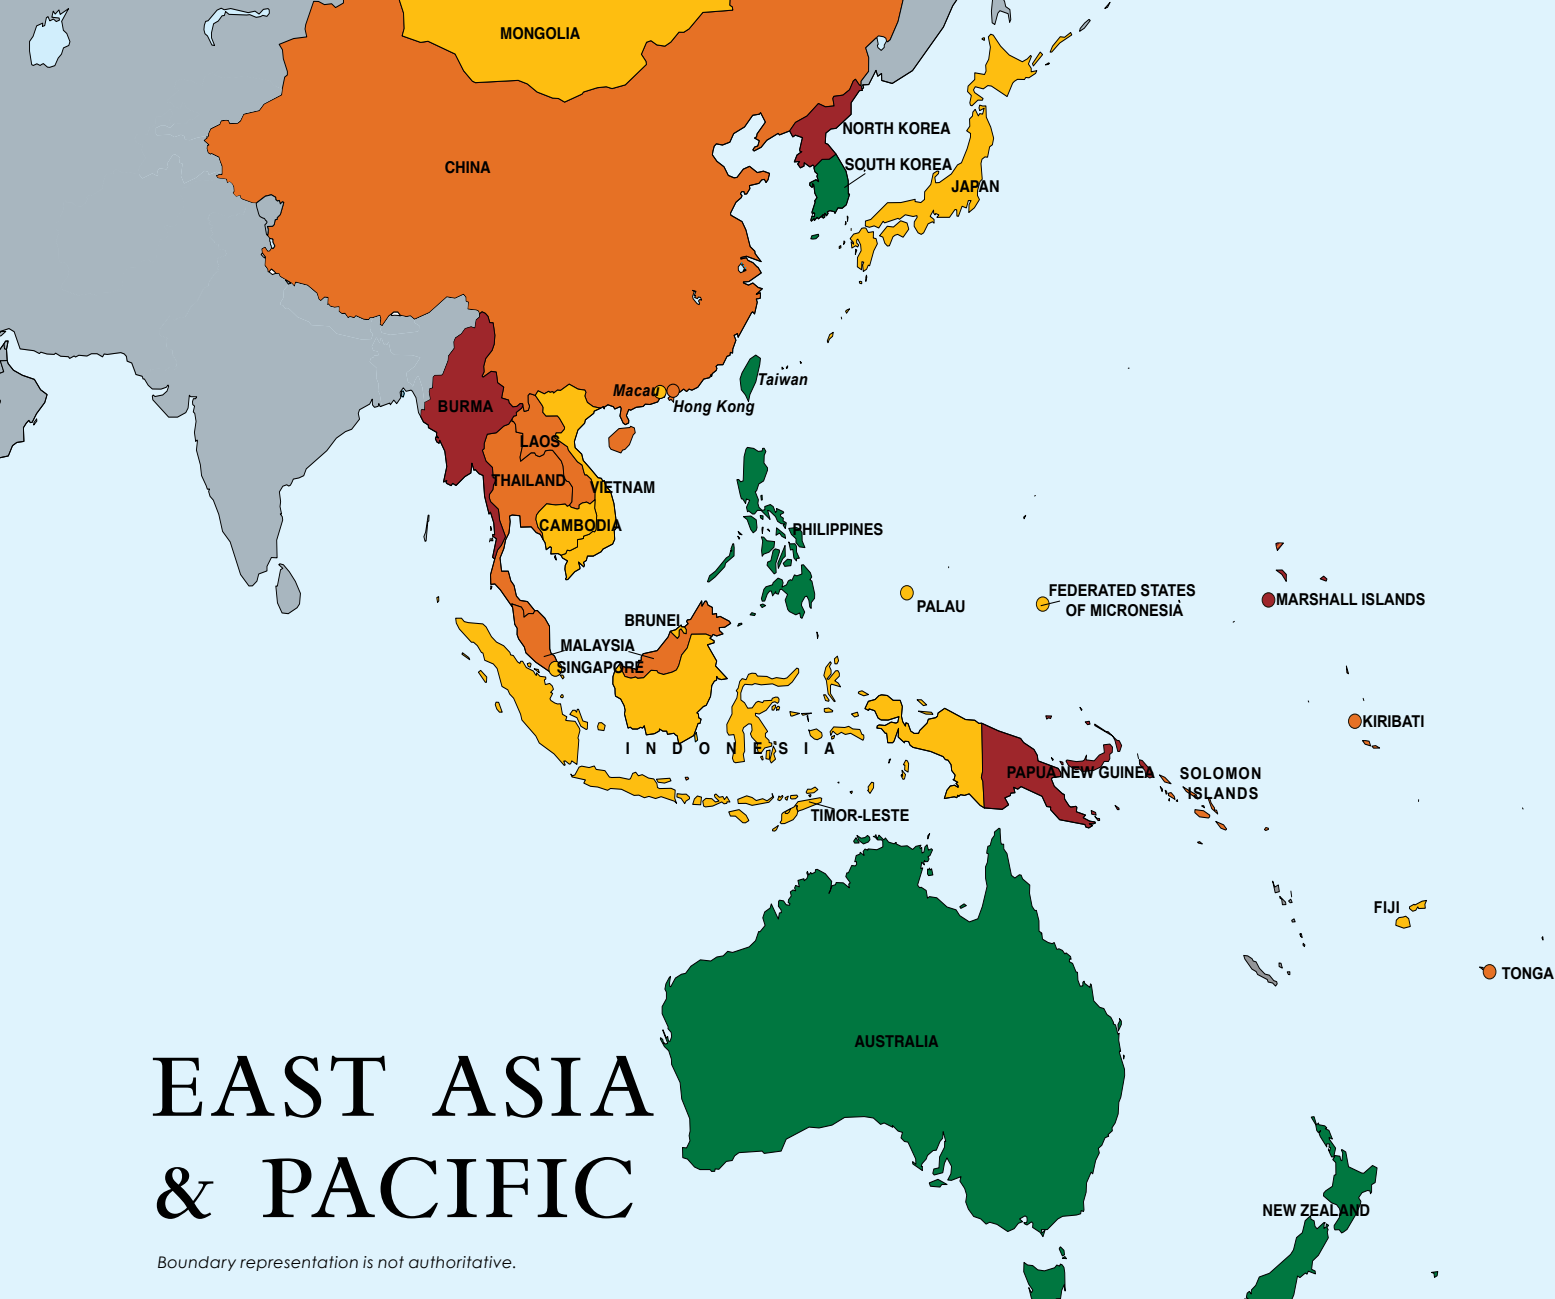 MONGOLIA
NORTH KOREA
CHINA
SOUTH KOREA
JAPAN
Macau
Taiwan
BURMA
Hong Kong
LAOS
THAILAND
VIETNAM
CAMBODIA
PHILIPPINES
FEDERATED STATES
OF MICRONESIA
PALAU
MARSHALL ISLANDS
BRUNEI
MALAYSIA
SINGAPORE
KIRIBATI
INDONESIA
PAPUA NEW GUINEA
SOLOMON
ISLANDS
TIMOR-LESTE
FIJI
TONGA
AUSTRALIA
EAST ASIA
& PACIFIC
NEW ZEALAND
Boundary representation is not authoritative.